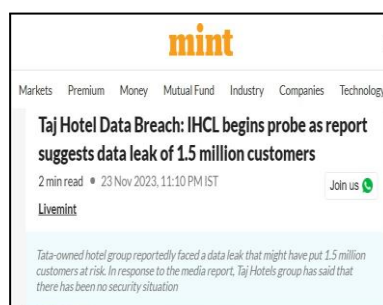 mint
Markets Premium Money Mutual Fund Industry Companies Technology
Taj Hotel Data Breach: IHCL begins probe as report
suggests data leak of 1.5 million customers
2 min read • 23 Nov 2023, 11:10 PM IST
Join us
Livemint
Tata-owned hotel group reportedly faced a data leak that might have put 1.5 million
customers at risk. In response to the media report, Taj Hotels group has said that
there has been no security situation